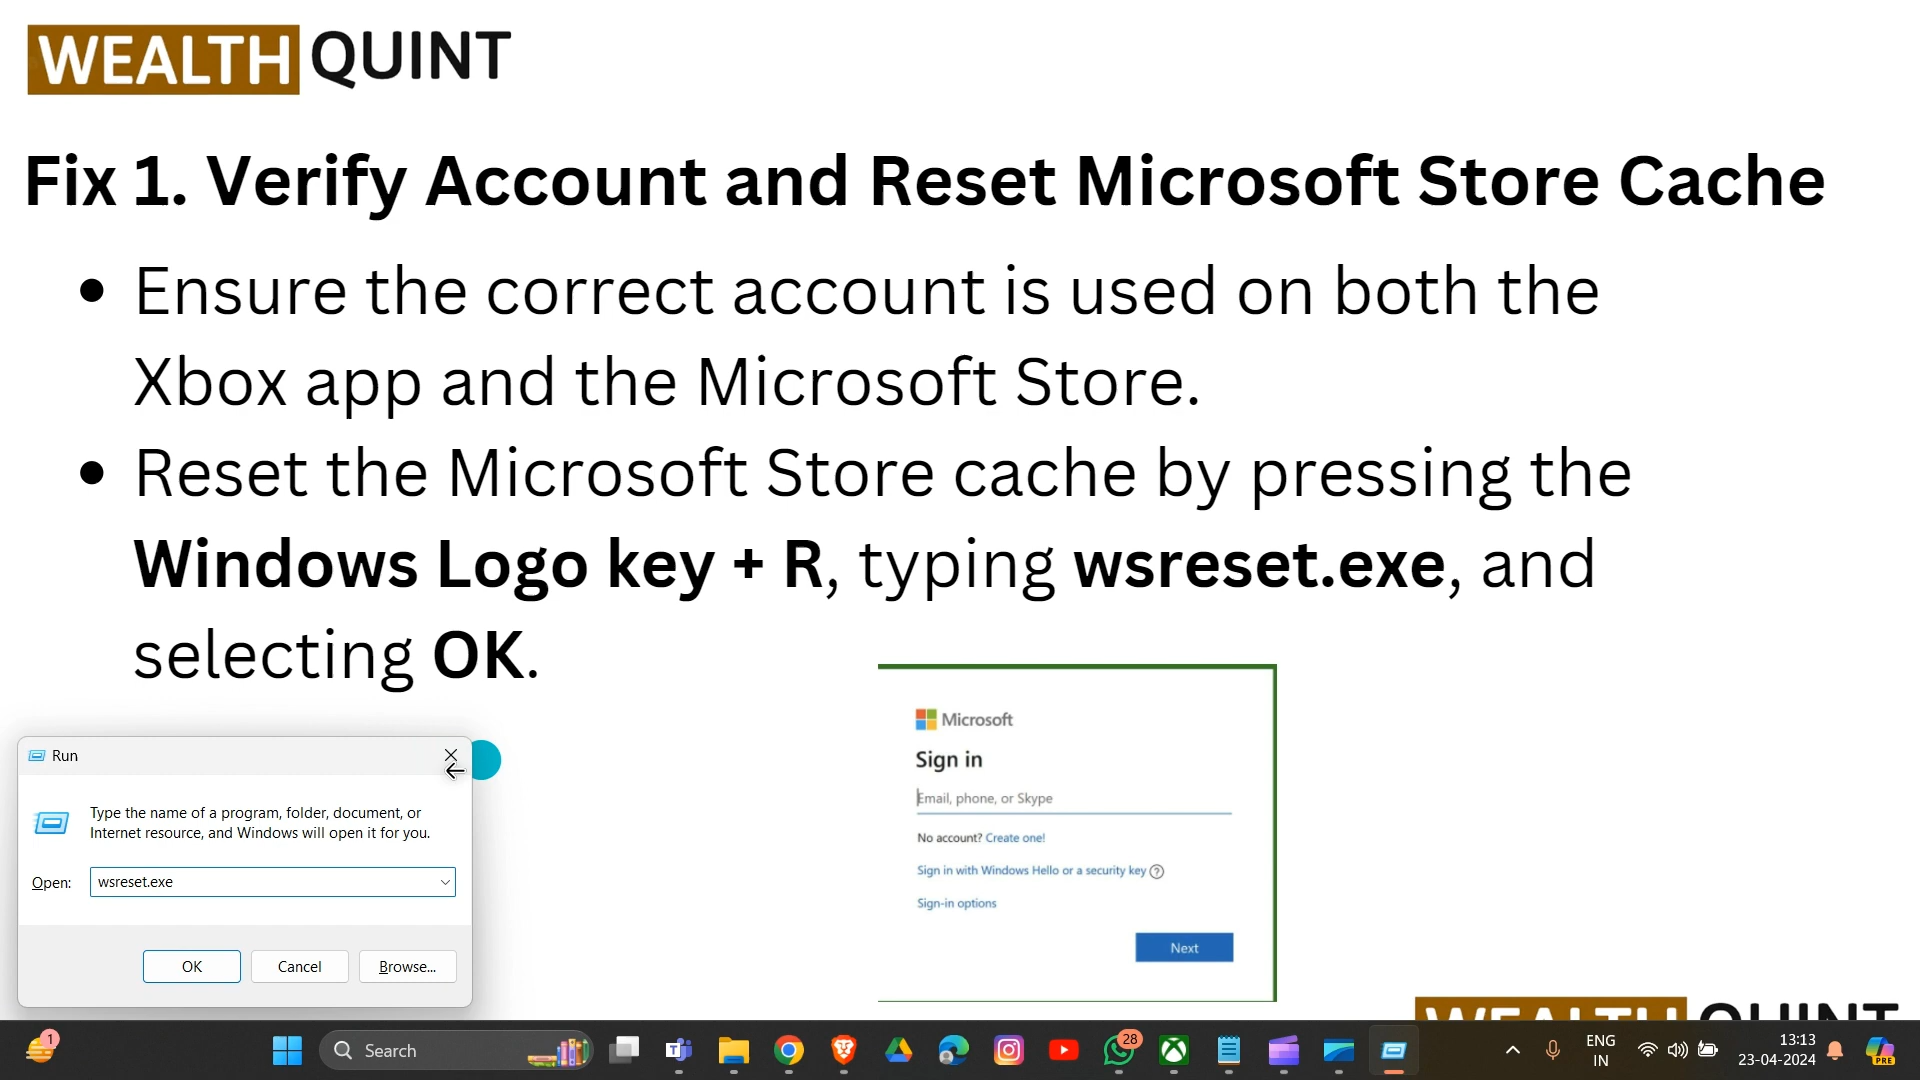 WEALTH QUINT
Fix 1. Verify Account and Reset Microsoft Store Cache
• Ensure the correct account is used on both the
Xbox app and the Microsoft Store.
• Reset the Microsoft Store cache by pressing the
Windows Logo key + R, typing wsreset.exe, and
selecting OK.
Run
Type the name of a program, folder, document, or
Internet resource, and Windows will open it for you.
Open: wsreset.exe
OK Cancel Browse...
Microsoft
Sign in
Email, phone, or Skype
No account? Create one!
Sign in with Windows Hello or a security key ?
Sign-in options
Next
WEALTH QUINT
1
Search
28
ENG
IN
13:13
23-04-2024
PRE